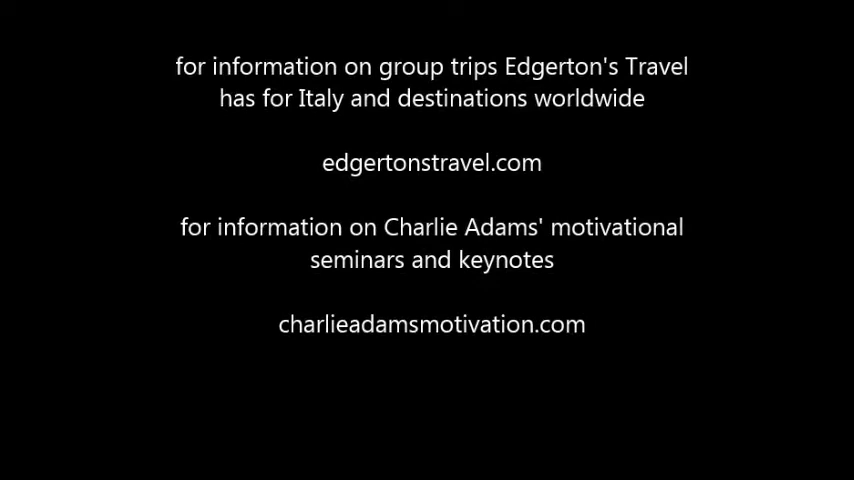 for information on group trips Edgerton's Travel
has for Italy and destinations worldwide
edgertonstravel.com
for information on Charlie Adams' motivational
seminars and keynotes
charlieadamsmotivation.com